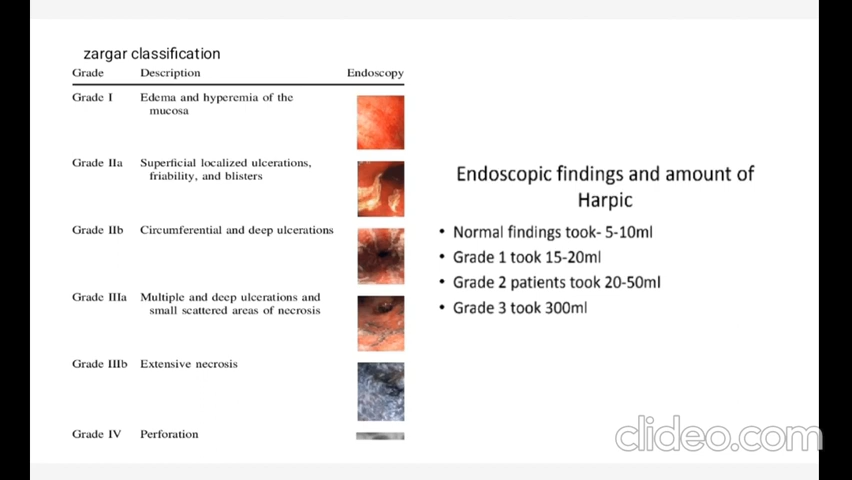 zargar classification
Grade Description Endoscopy
Grade I Edema and hyperemia of the
mucosa
Grade IIa Superficial localized ulcerations,
friability, and blisters
Grade IIb Circumferential and deep ulcerations
Grade IIIa Multiple and deep ulcerations and
small scattered areas of necrosis
Grade IIIb Extensive necrosis
Grade IV Perforation
Endoscopic findings and amount of
Harpic
• Normal findings took- 5-10ml
• Grade 1 took 15-20ml
• Grade 2 patients took 20-50ml
• Grade 3 took 300ml
clideo.com